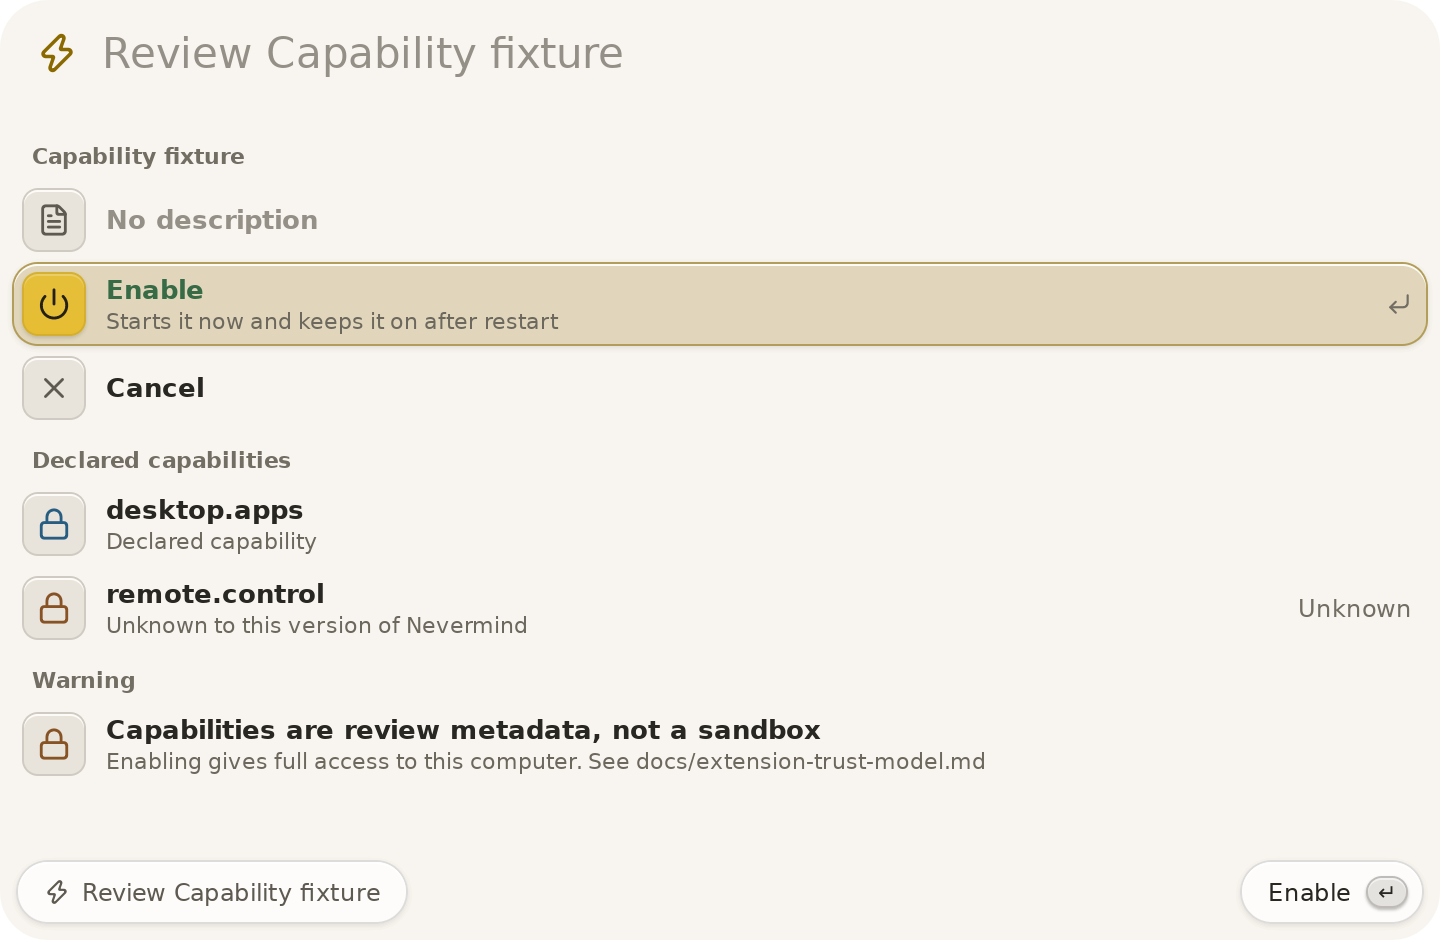 Review Capability fixture
Capability fixture
No description
Enable
Starts it now and keeps it on after restart
Cancel
Declared capabilities
desktop.apps
Declared capability
remote.control
Unknown to this version of Nevermind
Unknown
Warning
Capabilities are review metadata, not a sandbox
Enabling gives full access to this computer. See docs/extension-trust-model.md
Review Capability fixture
Enable